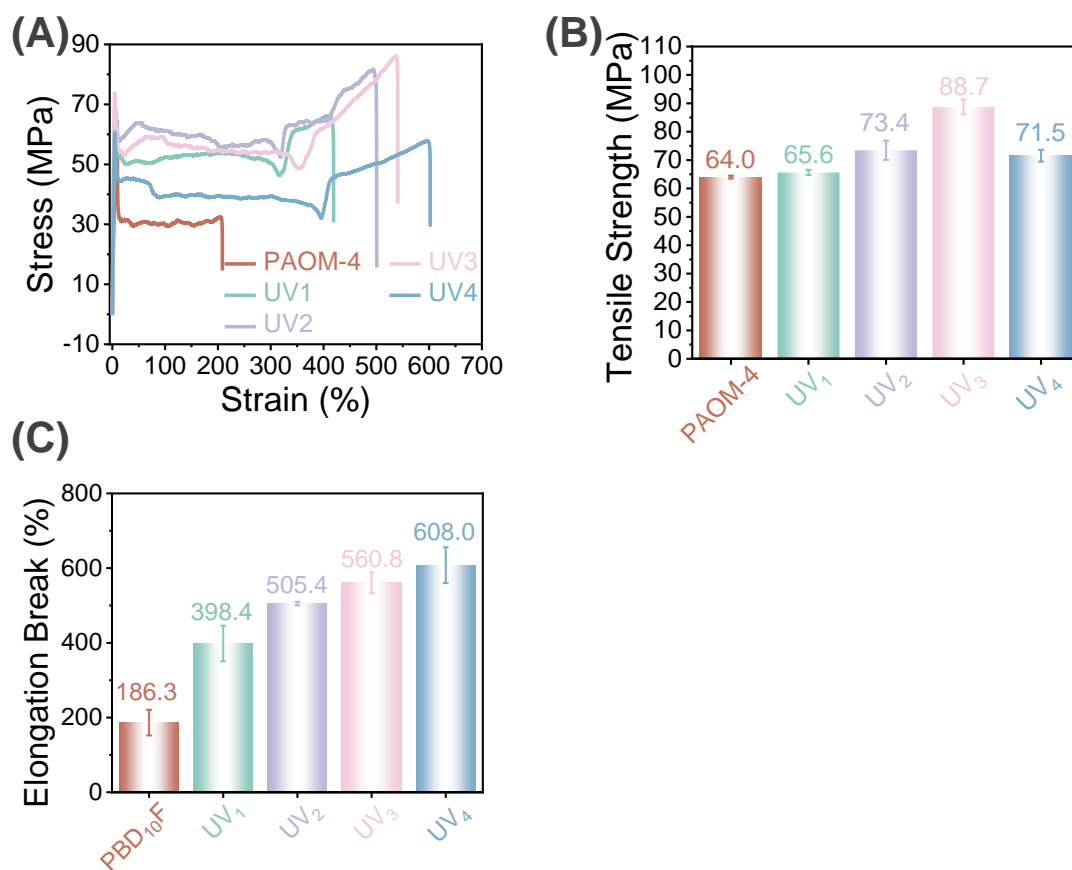 (A)
90
70
50
30
10
-10
Stress (MPa)
0 100 200 300 400 500 600 700
Strain (%)
PAOM-4
UV1
UV2
UV3
UV4
(B)
110
100
90
80
70
60
50
40
30
20
10
0
Tensile Strength (MPa)
64.0
65.6
73.4
88.7
71.5
PAOM-4
UV₁
UV₂
UV₃
UV₄
(C)
800
600
400
200
0
Elongation Break (%)
186.3
398.4
505.4
560.8
608.0
PBD₁₀F
UV₁
UV₂
UV₃
UV₄